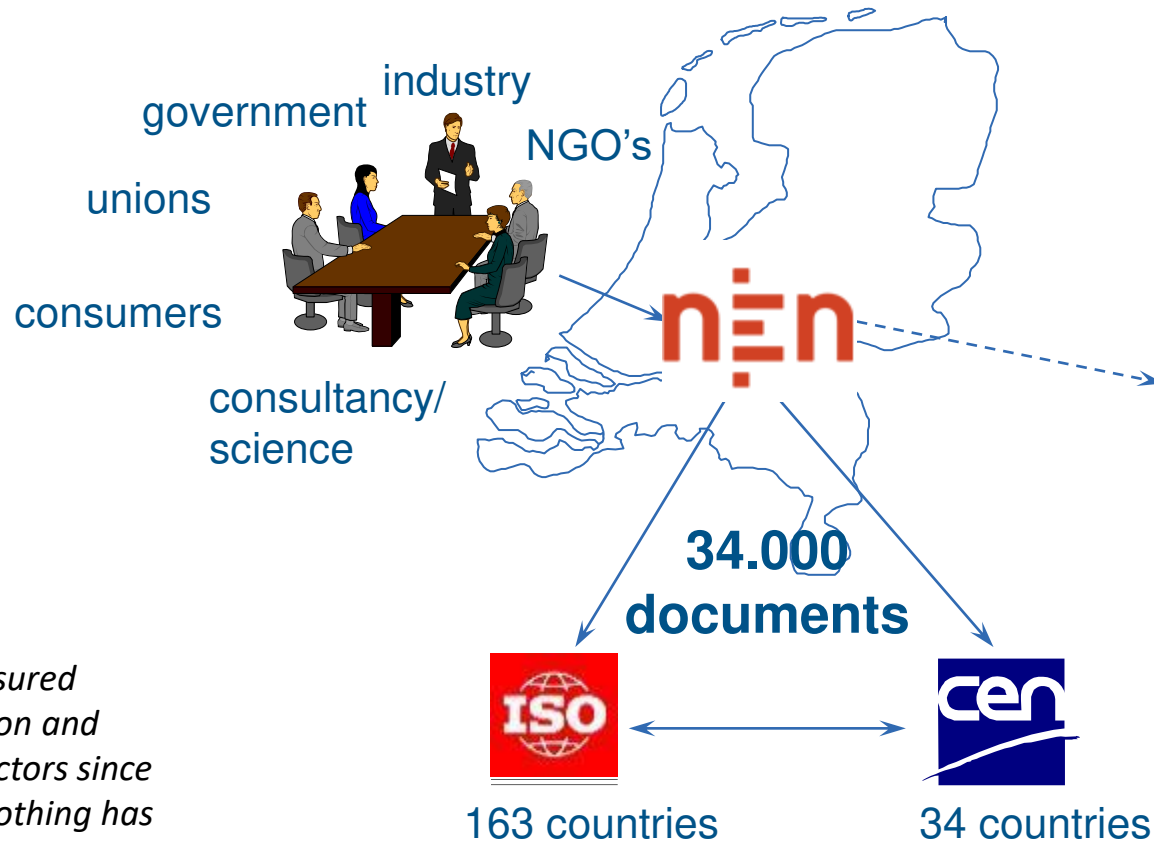 industry
government
NGO's
unions
consumers
consultancy/
science
nen
34.000
documents
ISO
cen
163 countries
34 countries
sured
on and
ctors since
othing has